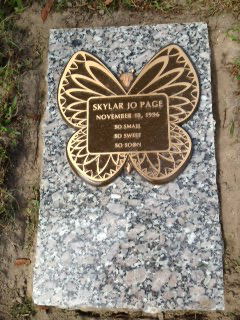 SKYLAR JO PAGE
NOVEMBER 18, 1996
SO SMALL
SO SWEET
SO SOON